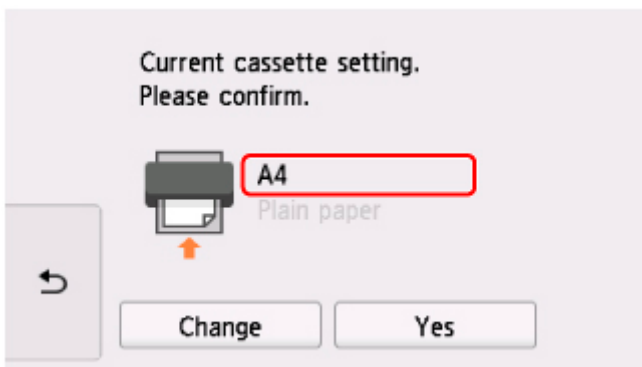 Current cassette setting.
Please confirm.
A4
Plain paper
Change
Yes